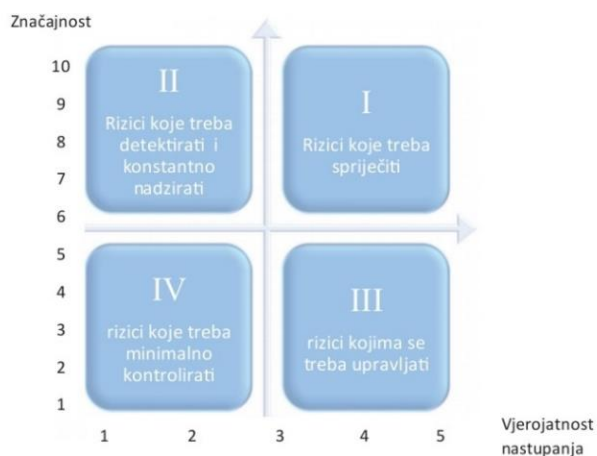 Značajnost
10
9
8
7
6
5
4
3
2
1
II
Rizici koje treba
detektirati i
konstantno
nadzirati
I
Rizici koje treba
spriječiti
IV
rizici koje treba
minimalno
kontrolirati
III
rizici kojima se
treba upravljati
1 2 3 4 5
Vjerojatnost
nastupanja